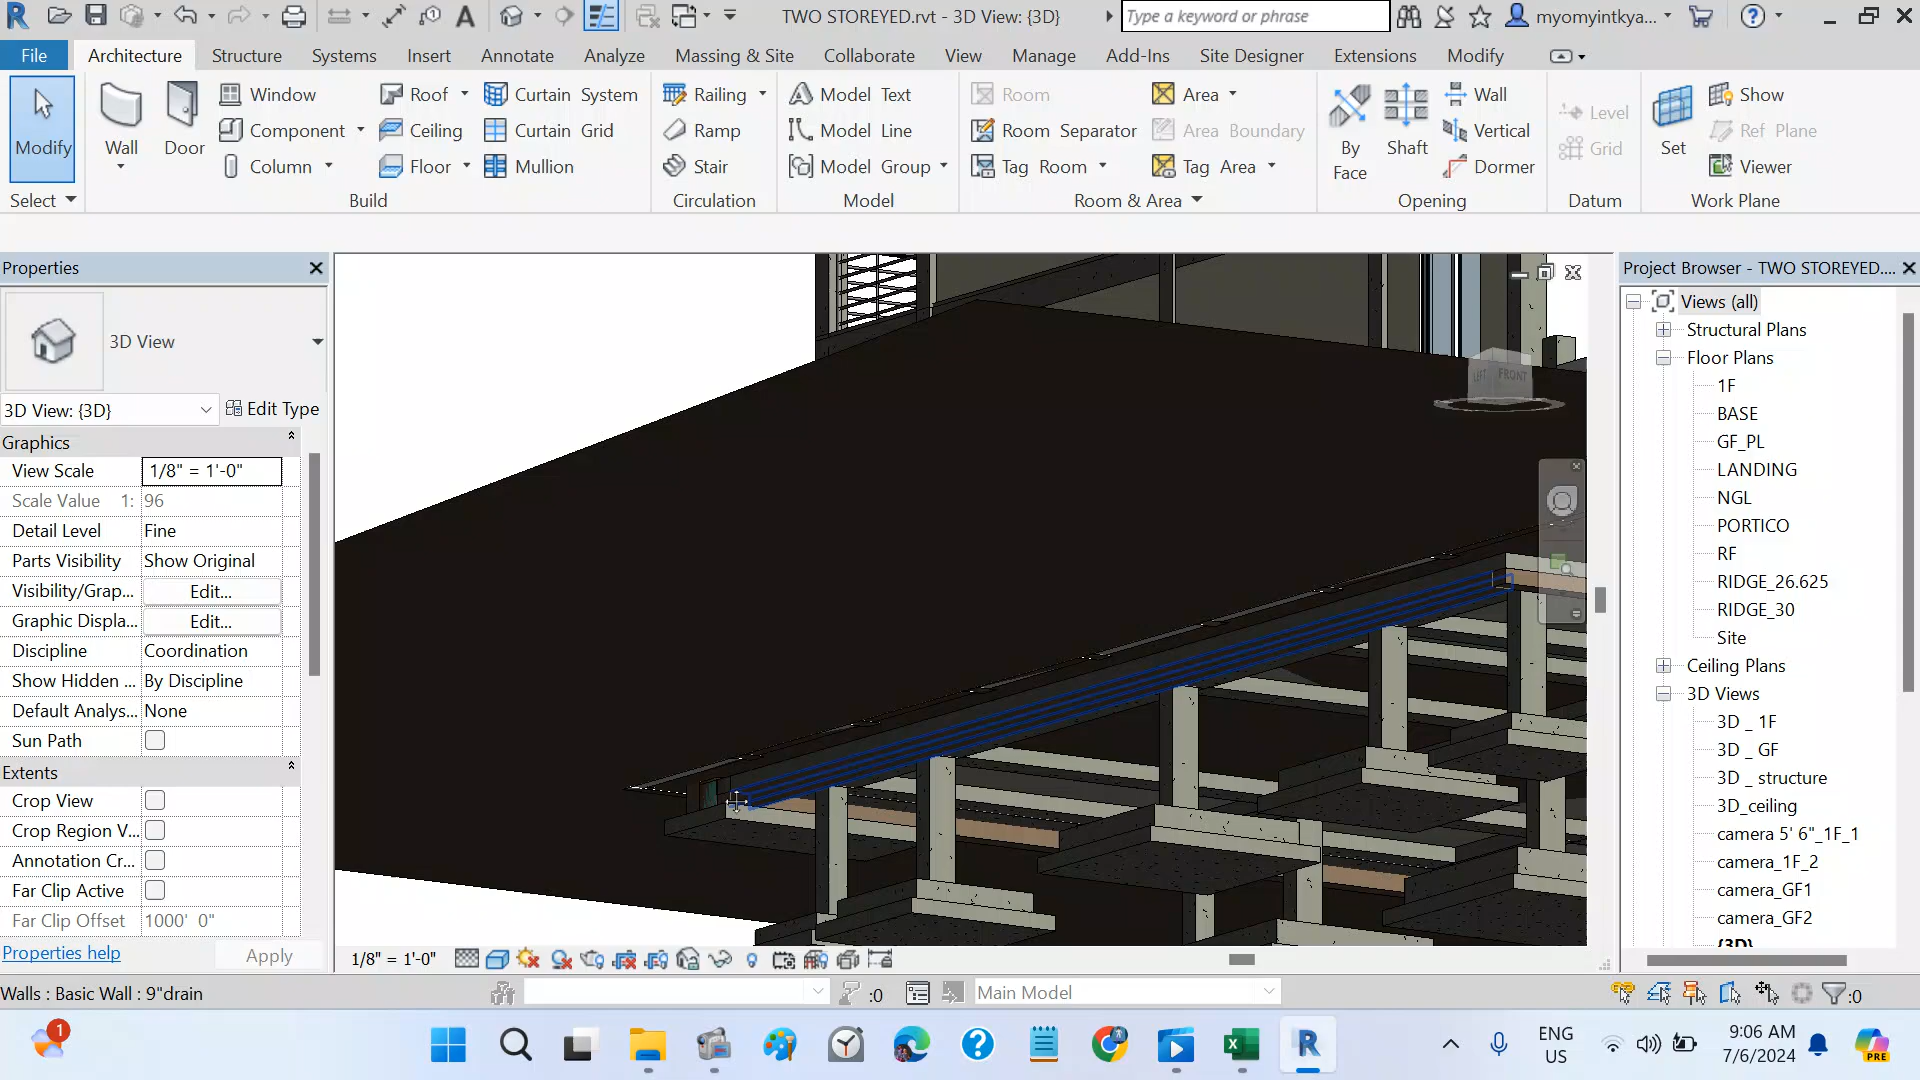 TWO STOREYED.rvt - 3D View: {3D}
Type a keyword or phrase
myomyintkya...
File
Architecture
Structure
Systems
Insert
Annotate
Analyze
Massing & Site
Collaborate
View
Manage
Add-Ins
Site Designer
Extensions
Modify
Modify
Wall
Door
Window
Component
Column
Roof
Ceiling
Floor
Curtain System
Curtain Grid
Mullion
Railing
Ramp
Stair
Model Text
Model Line
Model Group
Room
Room Separator
Tag Room
Area
Area Boundary
Tag Area
By
Face
Shaft
Wall
Vertical
Dormer
Level
Grid
Set
Show
Ref Plane
Viewer
Select
Build
Circulation
Model
Room & Area
Opening
Datum
Work Plane
Properties
3D View
3D View: {3D}
Edit Type
Graphics
View Scale 1/8" = 1'-0"
Scale Value 1: 96
Detail Level Fine
Parts Visibility Show Original
Visibility/Grap... Edit...
Graphic Displa... Edit...
Discipline Coordination
Show Hidden ... By Discipline
Default Analys... None
Sun Path
Extents
Crop View
Crop Region V...
Annotation Cr...
Far Clip Active
Far Clip Offset 1000' 0"
Properties help
Apply
LEFT FRONT
1/8" = 1'-0"
Project Browser - TWO STOREYED....
Views (all)
Structural Plans
Floor Plans
1F
BASE
GF_PL
LANDING
NGL
PORTICO
RF
RIDGE_26.625
RIDGE_30
Site
Ceiling Plans
3D Views
3D _ 1F
3D _ GF
3D _ structure
3D_ceiling
camera 5' 6"_1F_1
camera_1F_2
camera_GF1
camera_GF2
{3D}
Walls : Basic Wall : 9"drain
:0
Main Model
:0
1
ENG
US
9:06 AM
7/6/2024
PRE